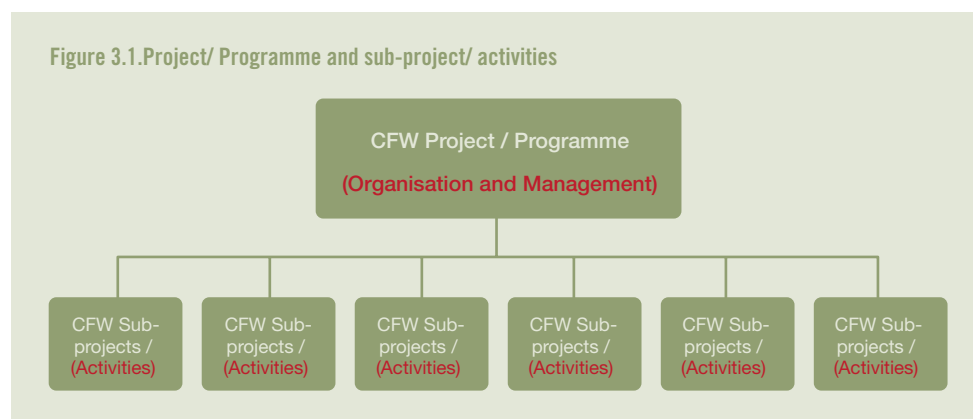 Figure 3.1.Project/ Programme and sub-project/ activities
CFW Project / Programme
(Organisation and Management)
CFW Sub-
projects /
(Activities)
CFW Sub-
projects /
(Activities)
CFW Sub-
projects /
(Activities)
CFW Sub-
projects /
(Activities)
CFW Sub-
projects /
(Activities)
CFW Sub-
projects /
(Activities)